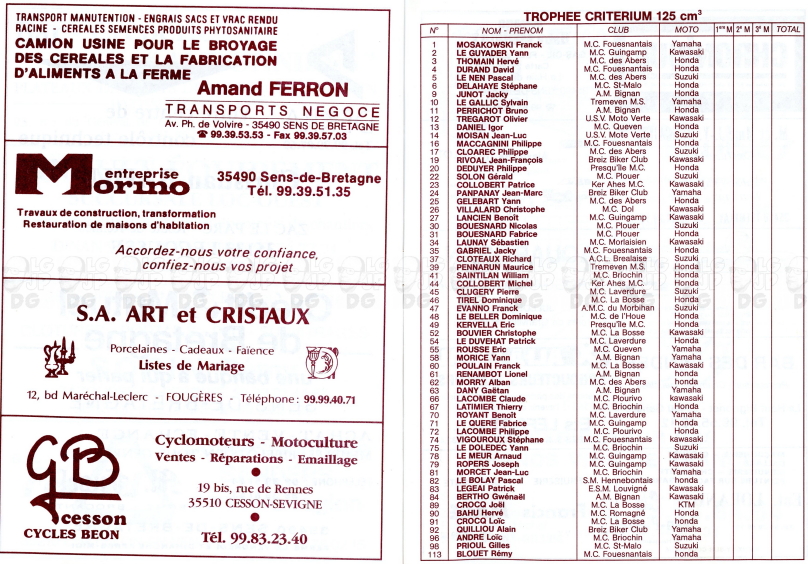 TRANSPORT MANUTENTION - ENGRAIS SACS ET VRAC RENDU
RACINE - CEREALES SEMENCES PRODUITS PHYTOSANITAIRE
CAMION USINE POUR LE BROYAGE
DES CEREALES ET LA FABRICATION
D'ALIMENTS A LA FERME
Amand FERRON
TRANSPORTS NEGOCE
Av. Ph. de Volvire - 35490 SENS DE BRETAGNE
☎ 99.39.53.53 - Fax 99.39.57.03
entreprise
Morino
35490 Sens-de-Bretagne
Tél. 99.39.51.35
Travaux de construction, transformation
Restauration de maisons d'habitation
Accordez-nous votre confiance,
confiez-nous vos projet
S.A. ART et CRISTAUX
Porcelaines - Cadeaux - Faïence
Listes de Mariage
12, bd Maréchal-Leclerc - FOUGÈRES - Téléphone : 99.99.40.71
GB
cesson
CYCLES BEON
Cyclomoteurs - Motoculture
Ventes - Réparations - Emaillage
19 bis, rue de Rennes
35510 CESSON-SEVIGNE
Tél. 99.83.23.40
TROPHEE CRITERIUM 125 cm³
N° NOM - PRENOM CLUB MOTO 1ère M 2e M 3e M TOTAL
1 MOSAKOWSKI Franck M.C. Fouesnantais Yamaha
2 LE GUYADER Yann M.C. Guingamp Kawasaki
3 THOMAIN Hervé M.C. des Abers Honda
4 DURAND David M.C. Fouesnantais Honda
5 LE NEN Pascal M.C. des Abers Suzuki
6 DELAHAYE Stéphane M.C. St-Malo Honda
9 JUNOT Jacky A.M. Bignan Honda
10 LE GALLIC Sylvain Tremeven M.S. Yamaha
11 PERRICHOT Bruno A.M. Bignan Honda
12 TREGAROT Olivier U.S.V. Moto Verte Kawasaki
13 DANIEL Igor M.C. Queven Honda
14 MOISAN Jean-Luc U.S.V. Moto Verte Suzuki
16 MACCAGNINI Philippe M.C. Fouesnantais Honda
17 CLOAREC Philippe M.C. des Abers Suzuki
19 RIVOAL Jean-François Breiz Biker Club Kawasaki
20 DEDUYER Philippe Presqu'île M.C. Honda
22 SOLON Gérald M.C. Plouer Suzuki
23 COLLOBERT Patrice Ker Ahes M.C. Kawasaki
24 PANPANAY Jean-Marc Breiz Biker Club Yamaha
25 GELEBART Yann M.C. des Abers Honda
26 VILLALARD Christophe M.C. Dol Kawasaki
27 LANCIEN Benoît M.C. Guingamp Kawasaki
30 BOUESNARD Nicolas M.C. Plouer Suzuki
31 BOUESNARD Fabrice M.C. Plouer Honda
34 LAUNAY Sébastien M.C. Morlaisien Kawasaki
35 GABRIEL Jacky M.C. Fouesnantais Honda
37 CLOTEAUX Richard A.C.L. Brealaise Suzuki
39 PENNARUN Maurice Tremeven M.S. Honda
41 SAINTILAN William M.C. Briochin Honda
44 COLLOBERT Michel Ker Ahes M.C. Honda
45 CLUGERY Pierre M.C. Laverdure Suzuki
46 TIREL Dominique M.C. La Bosse Honda
47 EVANNO Franck A.M.C. du Morbihan Suzuki
48 LE BELLER Dominique M.C. de l'Houe Honda
49 KERVELLA Eric Presqu'île M.C. Honda
52 BOUVIER Christophe M.C. La Bosse Kawasaki
54 LE DUVEHAT Patrick M.C. Laverdure Honda
55 ROUSSE Eric M.C. Queven Yamaha
58 MORICE Yann A.M. Bignan Yamaha
60 POULAIN Franck M.C. La Bosse Kawasaki
61 RENAMBOT Lionel A.M. Bignan honda
62 MORRY Alban M.C. des Abers honda
63 DANY Gaëtan A.M. Bignan Yamaha
66 LACOMBE Claude M.C. Plourivo kawasaki
67 LATIMIER Thierry M.C. Briochin Honda
70 ROYANT Benoît M.C. Laverdure Yamaha
71 LE QUERE Fabrice M.C. Guingamp honda
72 LACOMBE Philippe M.C. Plourivo Honda
74 VIGOUROUX Stéphane M.C. Fouesnantais kawasaki
75 LE DOLEDEC Yann M.C. Briochin suzuki
78 LE MEUR Arnaud M.C. Guingamp Kawasaki
79 ROPERS Joseph M.C. Guingamp Kawasaki
81 MORCET Jean-Luc M.C. Briochin Yamaha
82 LE BOLAY Pascal S.M. Hennebontais honda
83 LEGEAI Patrick E.S.M. Louvigné Kawasaki
84 BERTHO Gwénaël A.M. Bignan Kawasaki
89 CROCQ Joël M.C. La Bosse KTM
90 BAHU Hervé M.C. Romagné Honda
91 CROCQ Loïc M.C. La Bosse honda
92 QUILLIOU Alain Breiz Biker Club Yamaha
96 ANDRE Loïc M.C. Briochin Yamaha
98 PRIOUL Gilles M.C. St-Malo Suzuki
113 BLOUET Rémy M.C. Fouesnantais honda